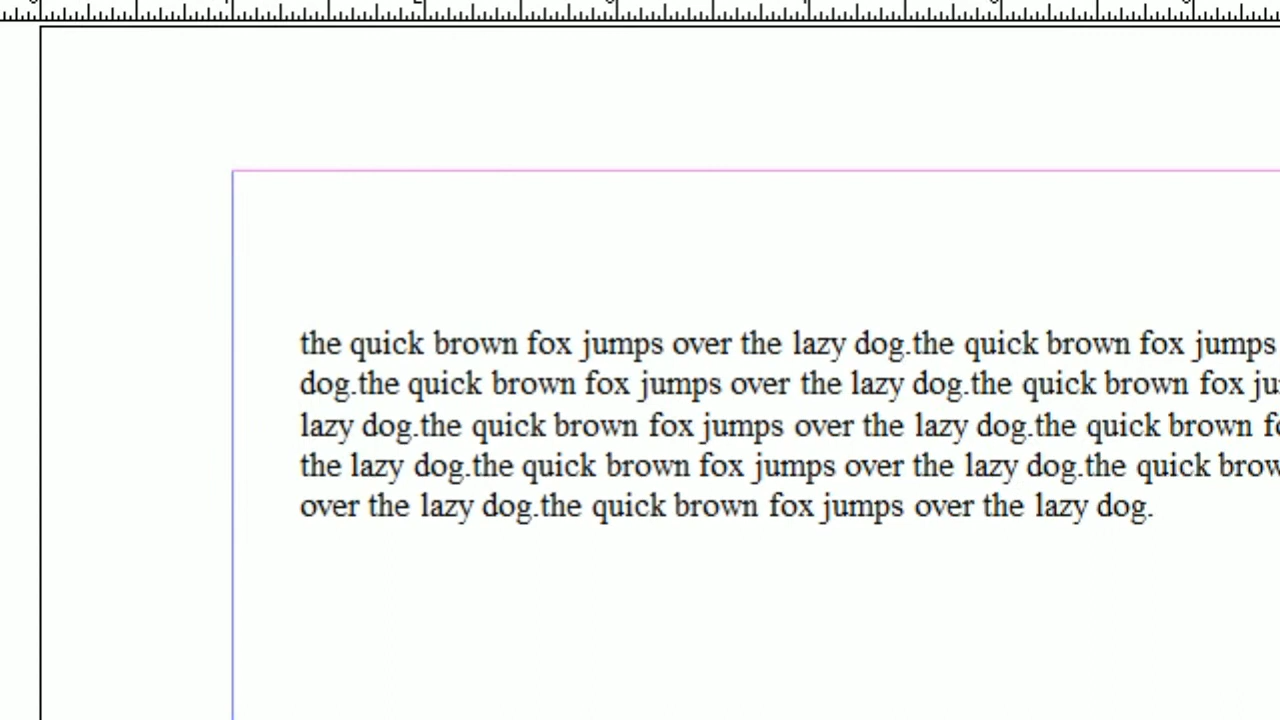 the quick brown fox jumps over the lazy dog.the quick brown fox jumps
dog.the quick brown fox jumps over the lazy dog.the quick brown fox
lazy dog.the quick brown fox jumps over the lazy dog.the quick brown
the lazy dog.the quick brown fox jumps over the lazy dog.the quick
over the lazy dog.the quick brown fox jumps over the lazy dog.